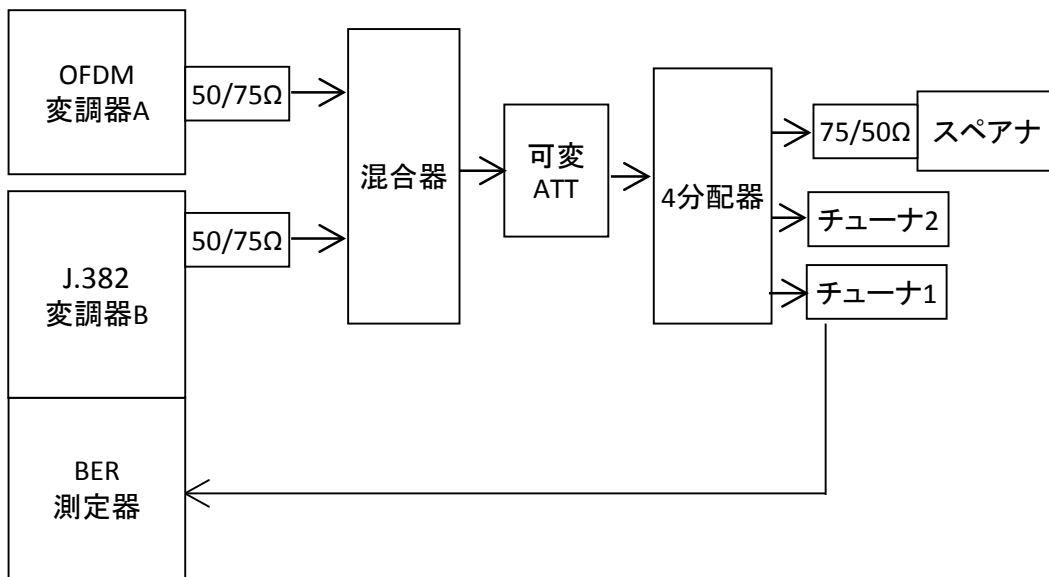 OFDM
変調器A
50/75Ω
混合器
可変
ATT
4分配器
75/50Ω
スペアナ
チューナ2
チューナ1
J.382
変調器B
50/75Ω
BER
測定器